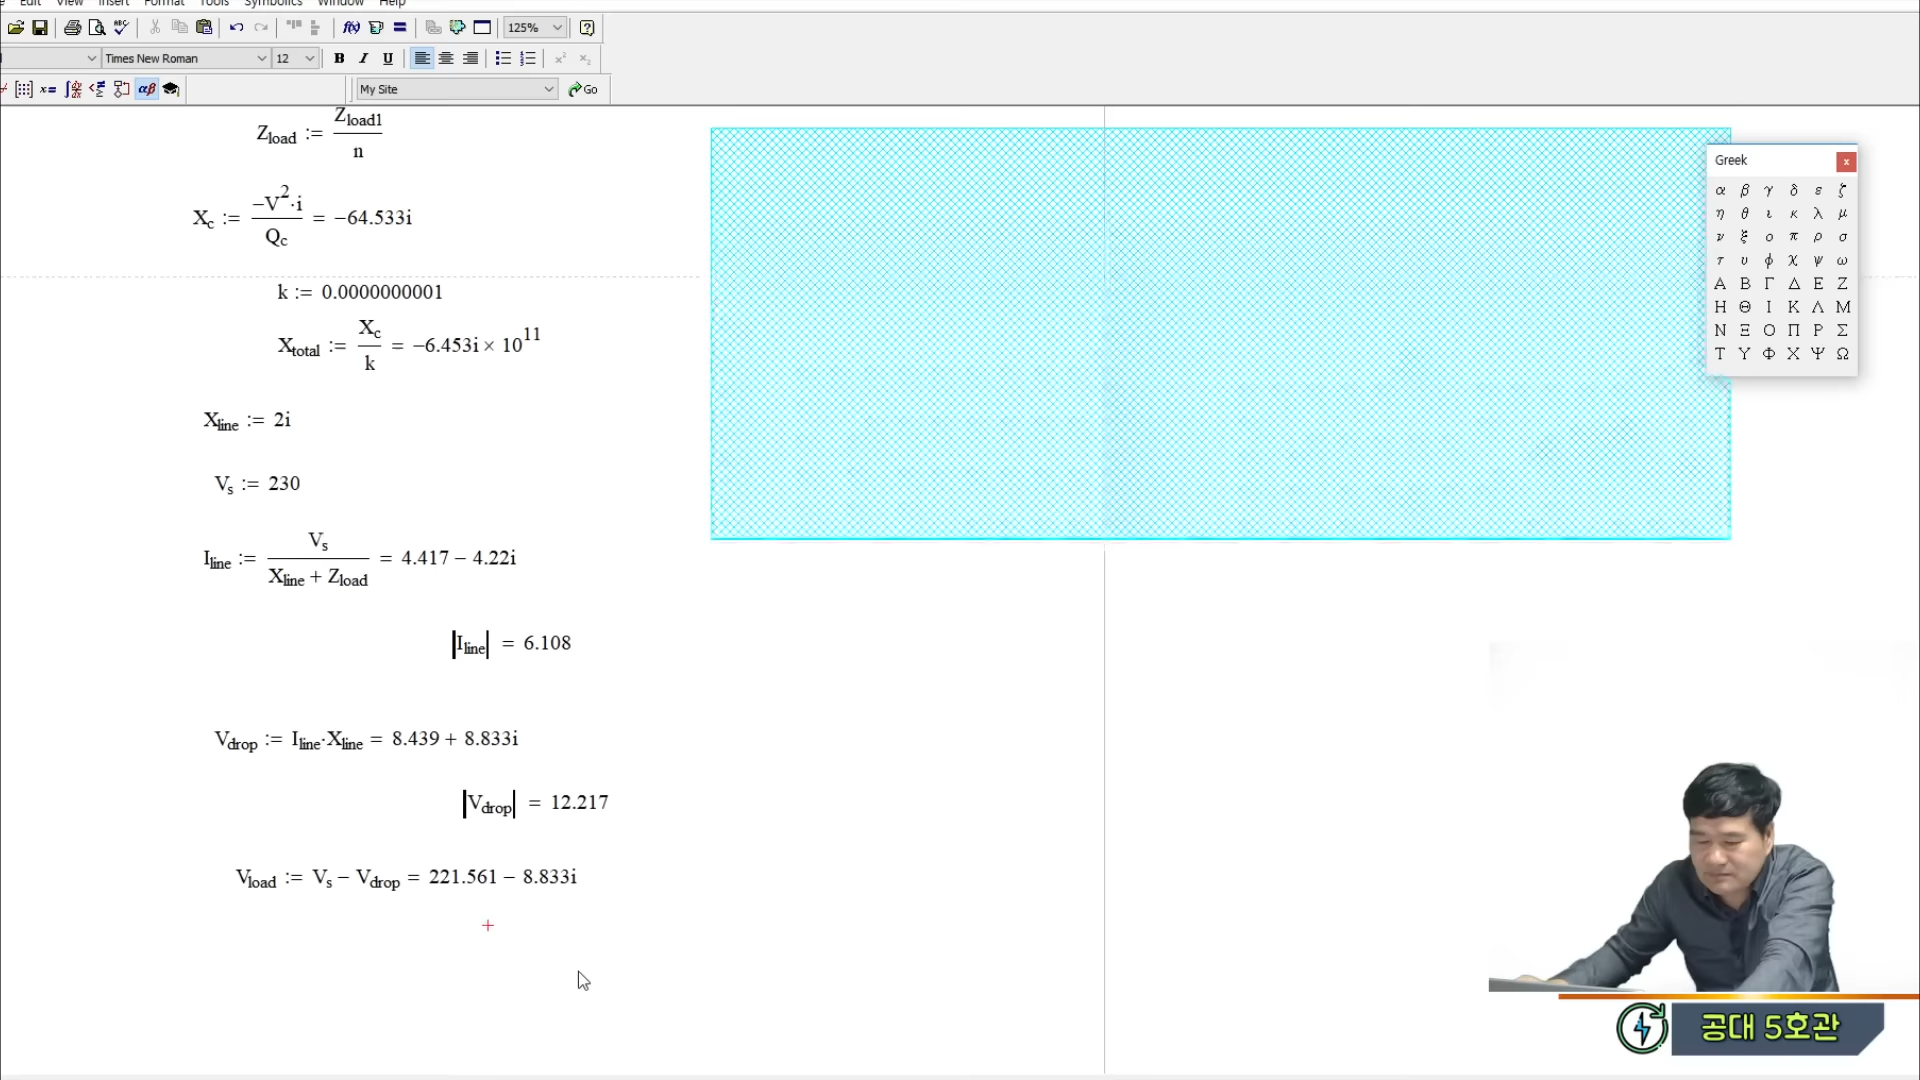 Edit View Insert Format Tools Symbolics Window Help
125%
Times New Roman 12 B I U
αβ My Site Go
Z_load := Z_load1 / n
X_c := −V^2·i / Q_c = −64.533i
k := 0.0000000001
X_total := X_c / k = −6.453i × 10^11
X_line := 2i
V_s := 230
I_line := V_s / (X_line + Z_load) = 4.417 − 4.22i
|I_line| = 6.108
V_drop := I_line·X_line = 8.439 + 8.833i
|V_drop| = 12.217
V_load := V_s − V_drop = 221.561 − 8.833i
Greek x
α β γ δ ε ζ
η θ ι κ λ μ
ν ξ ο π ρ σ
τ υ ϕ χ ψ ω
Α Β Γ Δ Ε Ζ
Η Θ Ι Κ Λ Μ
Ν Ξ Ο Π Ρ Σ
Τ Υ Φ Χ Ψ Ω
공대 5호관